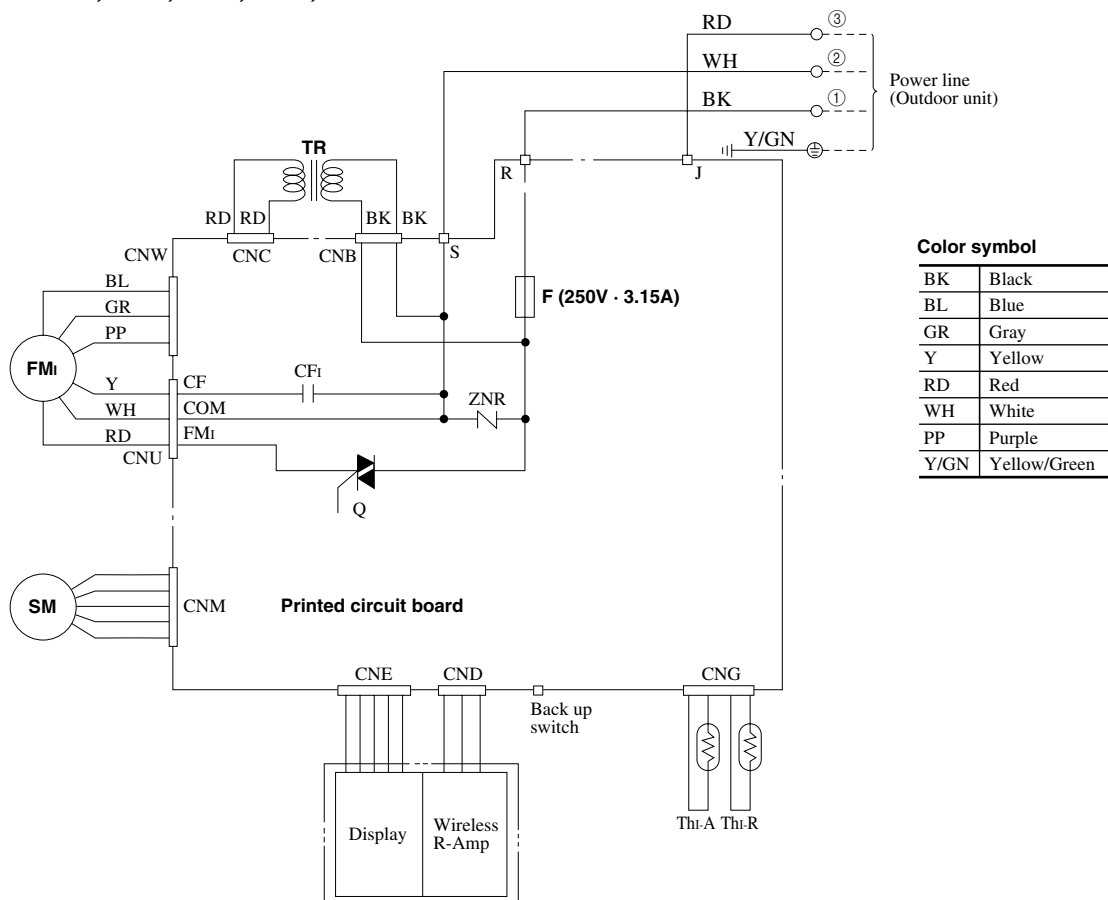 RD ③
WH ②
BK ①
Power line
(Outdoor unit)
Y/GN
TR
R
J
RD RD
BK BK
CNW
CNC
CNB
S
F (250V · 3.15A)
BL
GR
PP
FMI
Y
CF
CFI
WH
COM
ZNR
RD
FMI
CNU
Q
SM
CNM
Printed circuit board
CNE
CND
CNG
Back up
switch
ThI-A ThI-R
Display
Wireless
R-Amp
Color symbol
BK Black
BL Blue
GR Gray
Y Yellow
RD Red
WH White
PP Purple
Y/GN Yellow/Green